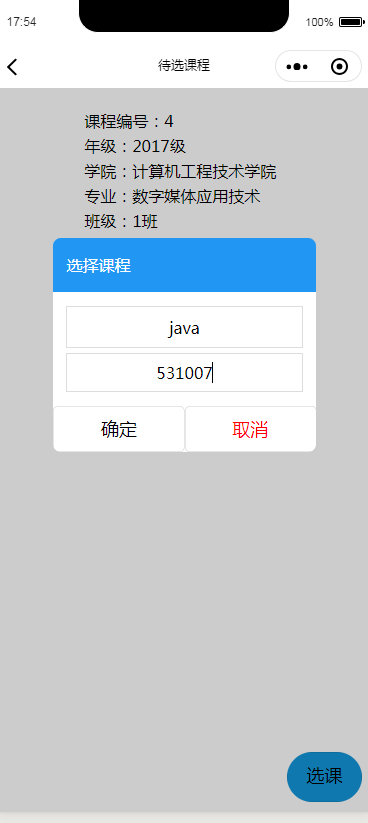 17:54
100%
待选课程
课程编号：4
年级：2017级
学院：计算机工程技术学院
专业：数字媒体应用技术
班级：1班
选择课程
java
531007
确定
取消
选课